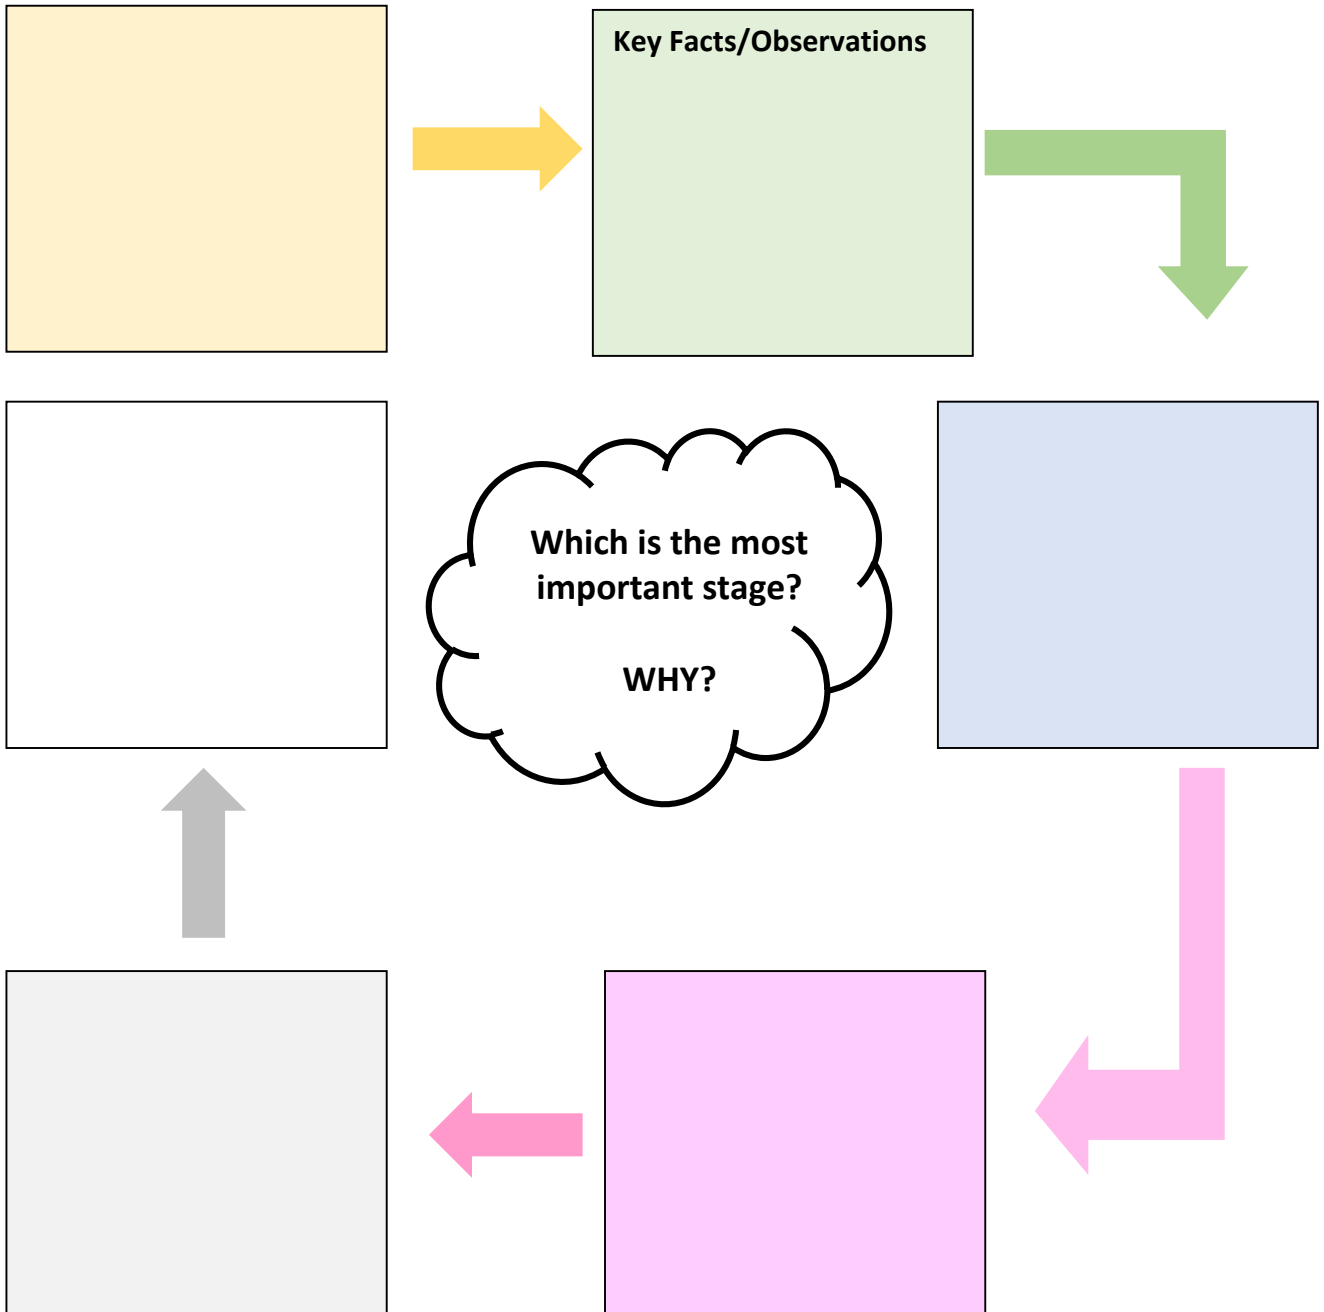 Key Facts/Observations
Which is the most
important stage?
WHY?